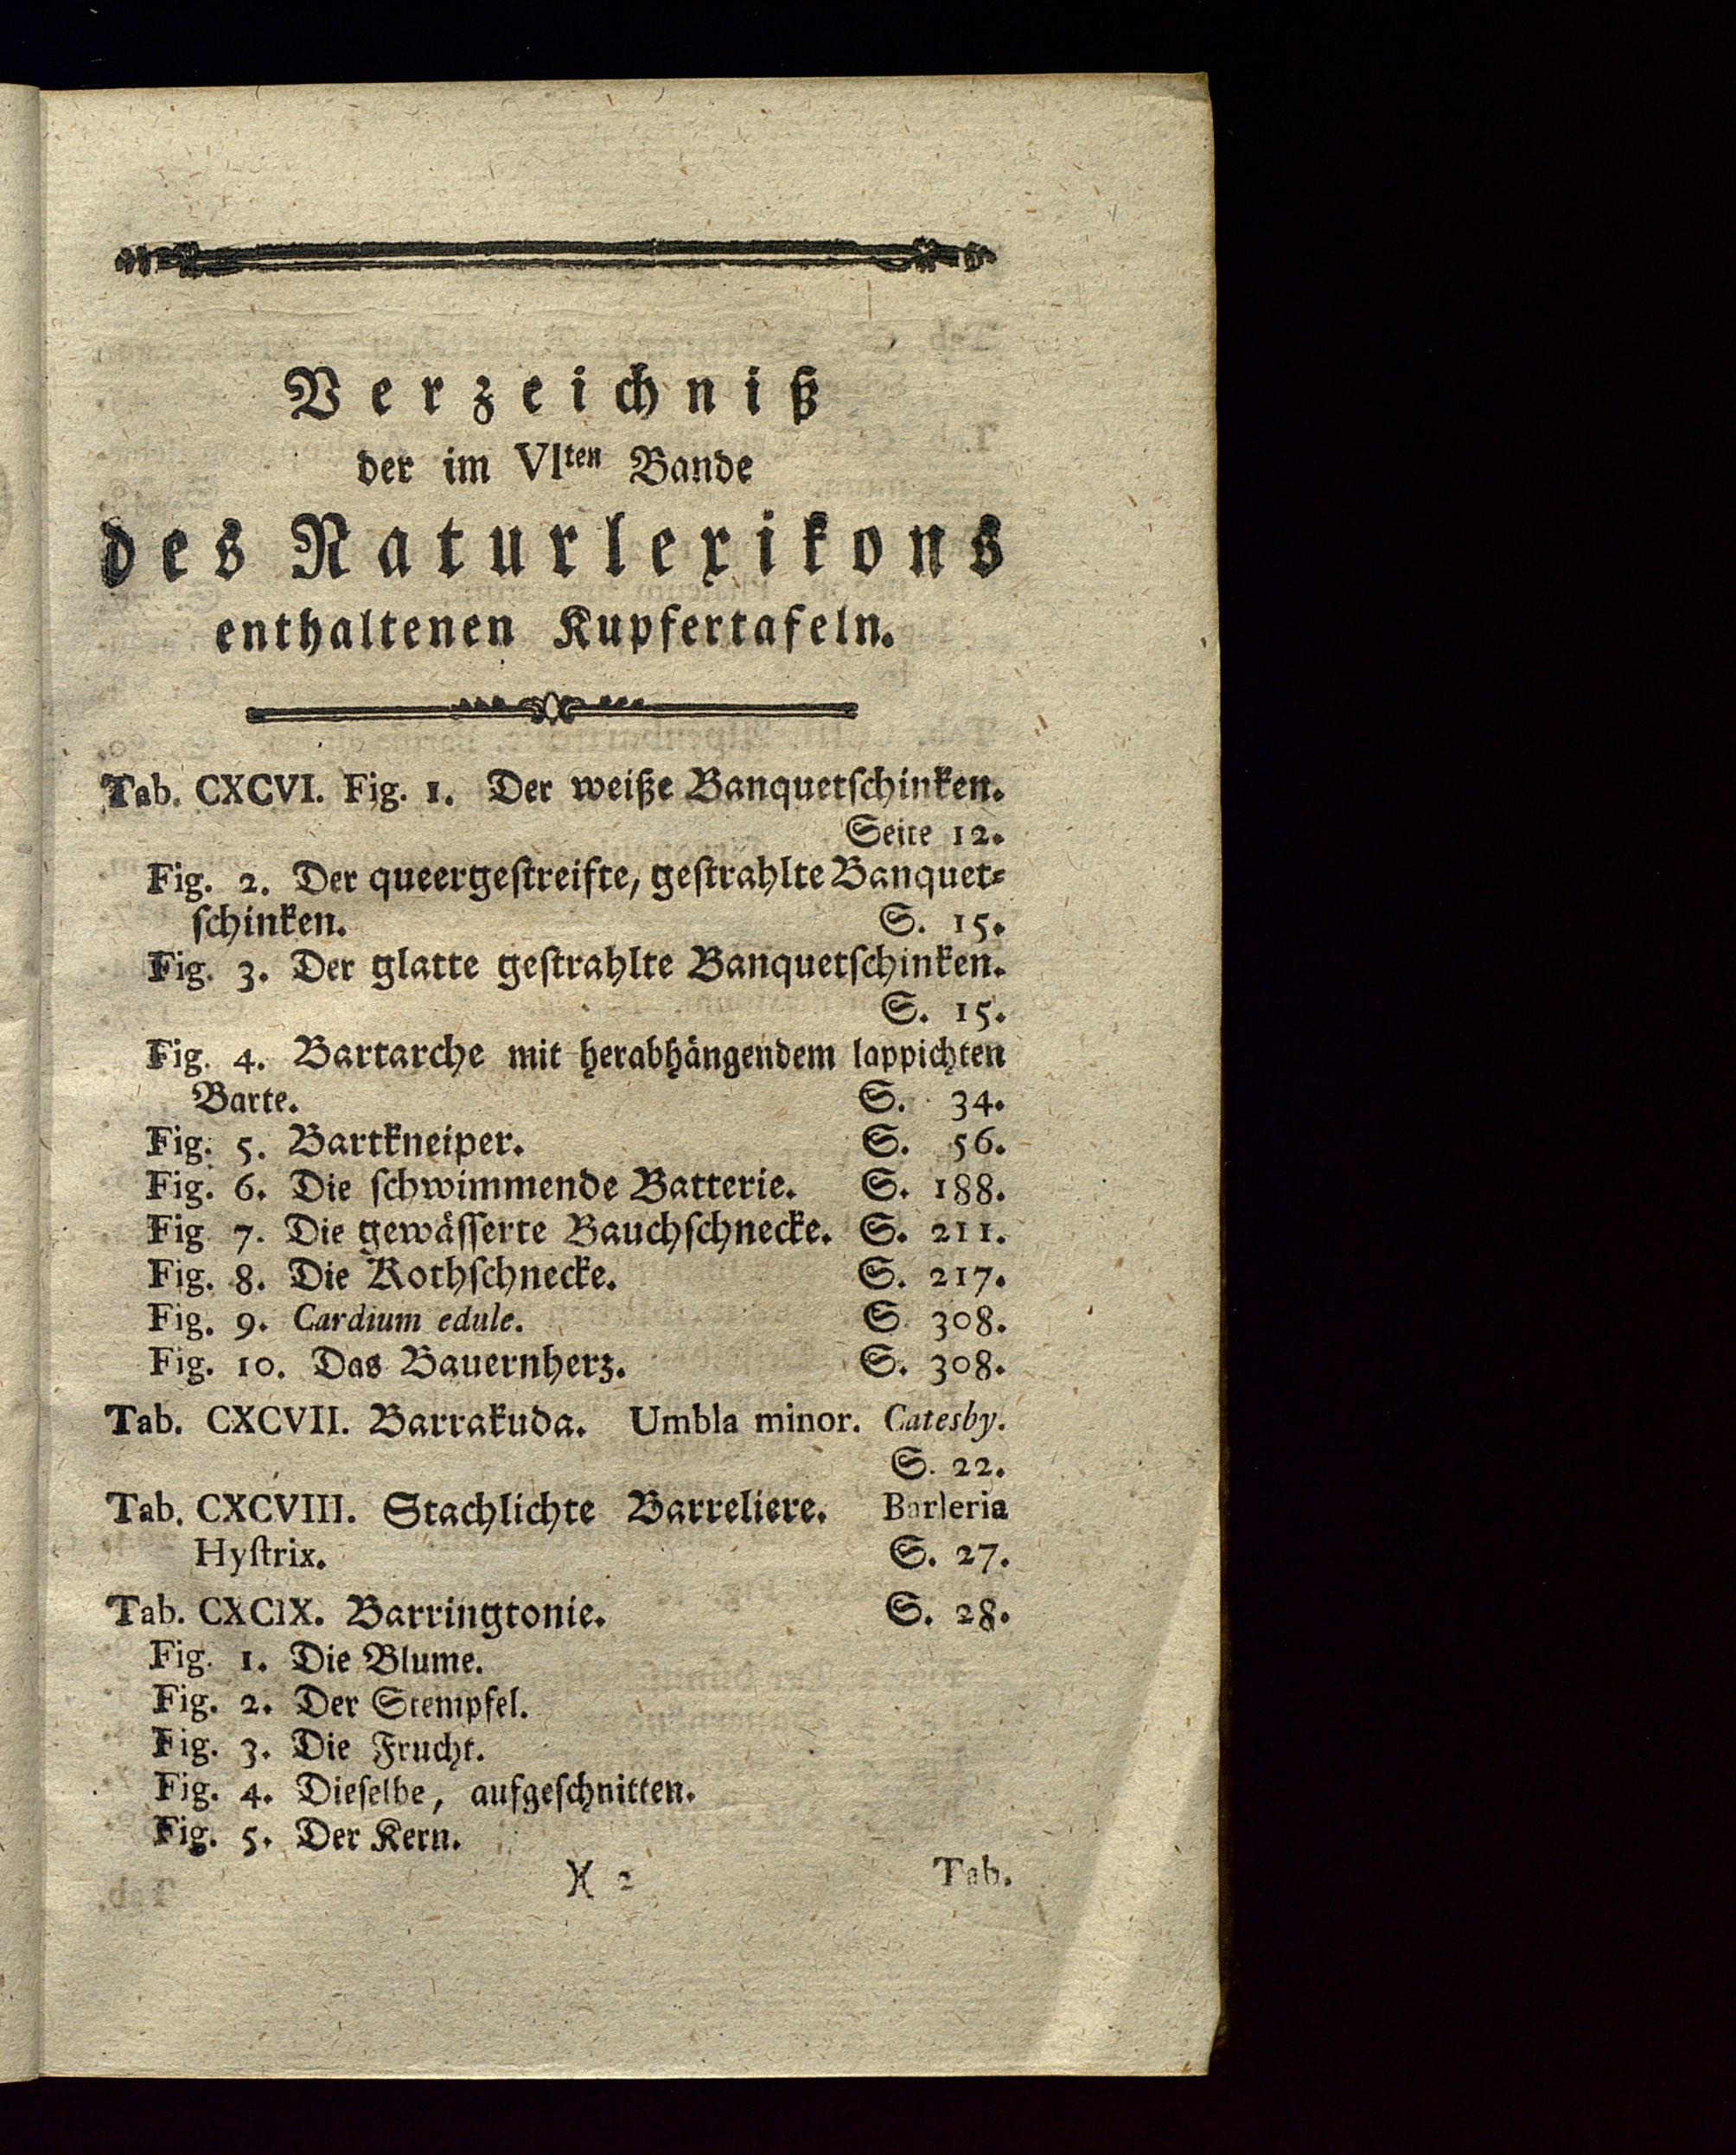 Verzeichniß
der im VIten Bande
des Naturlexikons
enthaltenen Kupfertafeln.
Tab. CXCVI. Fig. 1. Der weiße Banquetſchinken.
Seite 12.
Fig. 2. Der queergeſtreifte, geſtrahlte Banquet⸗
ſchinken. S. 15.
Fig. 3. Der glatte geſtrahlte Banquetſchinken.
S. 15.
Fig. 4. Bartarche mit herabhängendem lappichten
Barte. S. 34.
Fig. 5. Bartkneiper. S. 56.
Fig. 6. Die ſchwimmende Batterie. S. 188.
Fig 7. Die gewäſſerte Bauchſchnecke. S. 211.
Fig. 8. Die Rothſchnecke. S. 217.
Fig. 9. Cardium edule. S 308.
Fig. 10. Das Bauernherz. S. 308.
Tab. CXCVII. Barrakuda. Umbla minor. Catesby.
S. 22.
Tab. CXCVIII. Stachlichte Barreliere. Barleria
Hyſtrix. S. 27.
Tab. CXCIX. Barringtonie. S. 28.
Fig. 1. Die Blume.
Fig. 2. Der Stempfel.
Fig. 3. Die Frucht.
Fig. 4. Dieſelbe, aufgeſchnitten.
Fig. 5. Der Kern.
)( 2 Tab.